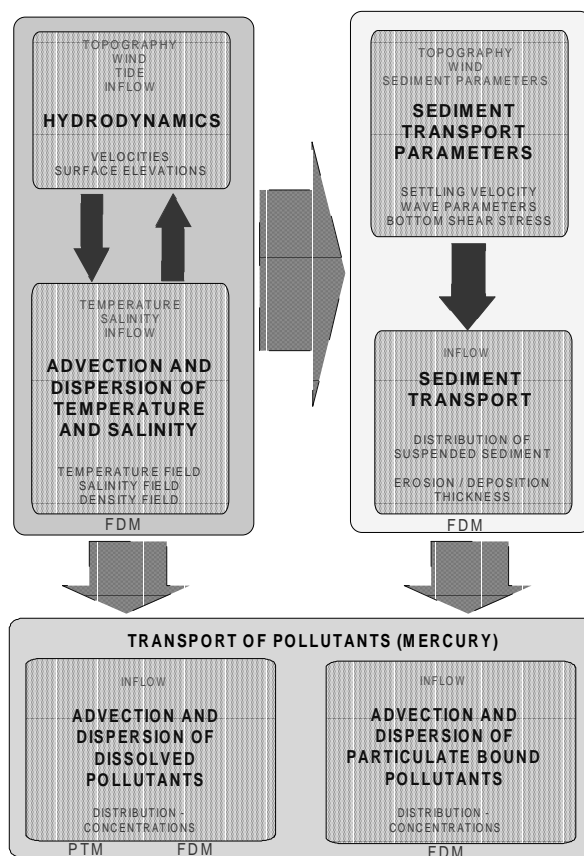 TOPOGRAPHY
WIND
TIDE
INFLOW
HYDRODYNAMICS
VELOCITIES
SURFACE ELEVATIONS
TEMPERATURE
SALINITY
INFLOW
ADVECTION AND
DISPERSION OF
TEMPERATURE
AND SALINITY
TEMPERATURE FIELD
SALINITY FIELD
DENSITY FIELD
FDM
TOPOGRAPHY
WIND
SEDIMENT PARAMETERS
SEDIMENT
TRANSPORT
PARAMETERS
SETTLING VELOCITY
WAVE PARAMETERS
BOTTOM SHEAR STRESS
INFLOW
SEDIMENT
TRANSPORT
DISTRIBUTION OF
SUSPENDED SEDIMENT
EROSION / DEPOSITION
THICKNESS
FDM
TRANSPORT OF POLLUTANTS (MERCURY)
INFLOW
ADVECTION AND
DISPERSION OF
DISSOLVED
POLLUTANTS
DISTRIBUTION -
CONCENTRATIONS
PTM FDM
INFLOW
ADVECTION AND
DISPERSION OF
PARTICULATE BOUND
POLLUTANTS
DISTRIBUTION -
CONCENTRATIONS
FDM